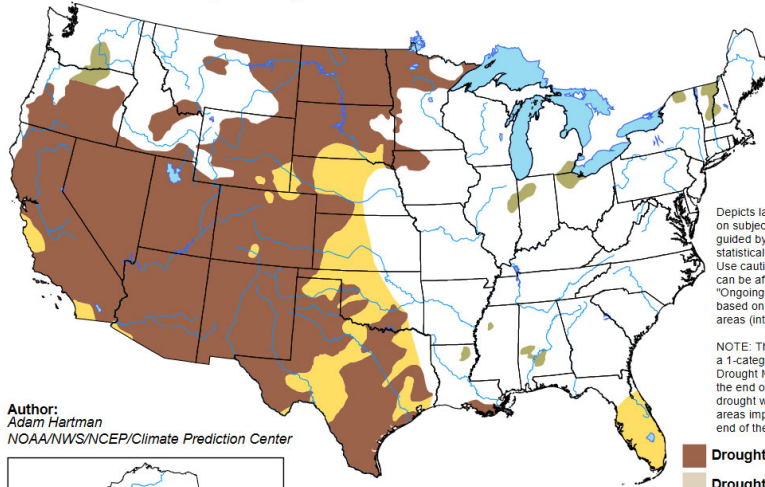 Depicts la
on subjec
guided by
statistical
Use cauti
can be af
"Ongoing
based on
areas (int
NOTE: Th
a 1-categ
Drought M
the end o
drought w
areas imp
end of the
Author:
Adam Hartman
NOAA/NWS/NCEP/Climate Prediction Center
Drought
Drought